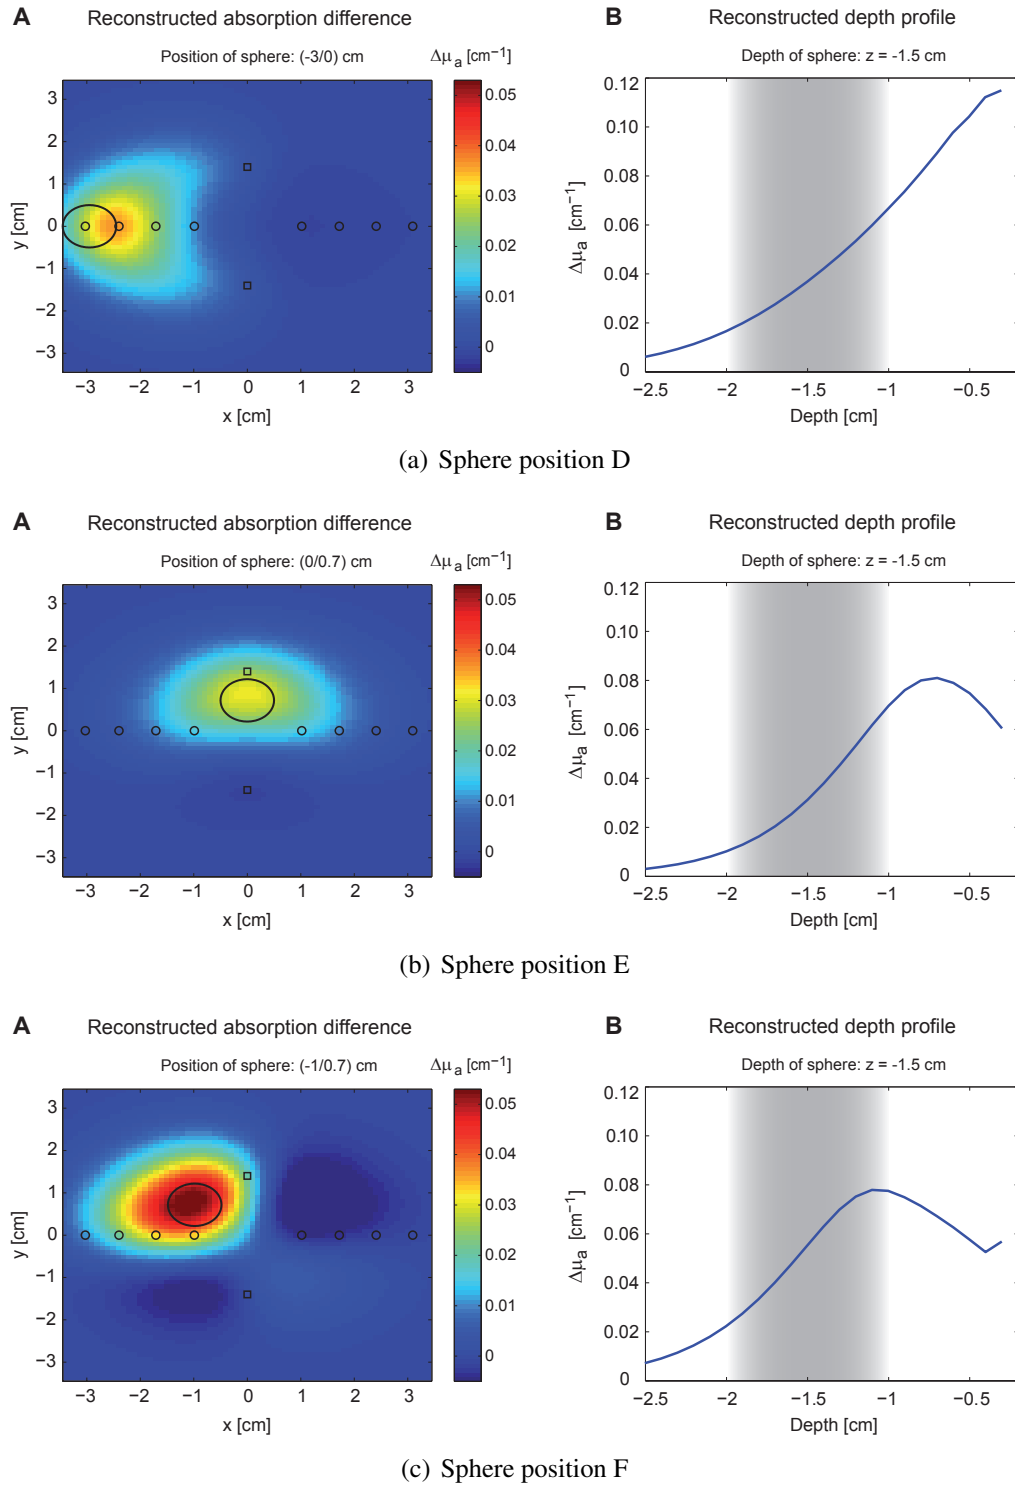 A Reconstructed absorption difference
Position of sphere: (-3/0) cm
Δμa [cm−1]
3
2
1
0
−1
−2
−3
y [cm]
−3 −2 −1 0 1 2 3
x [cm]
0.05
0.04
0.03
0.02
0.01
0
B Reconstructed depth profile
Depth of sphere: z = -1.5 cm
0.12
0.10
0.08
0.06
0.04
0.02
0
Δμa [cm−1]
−2.5 −2 −1.5 −1 −0.5
Depth [cm]
(a) Sphere position D
A Reconstructed absorption difference
Position of sphere: (0/0.7) cm
Δμa [cm−1]
3
2
1
0
−1
−2
−3
y [cm]
−3 −2 −1 0 1 2 3
x [cm]
0.05
0.04
0.03
0.02
0.01
0
B Reconstructed depth profile
Depth of sphere: z = -1.5 cm
0.12
0.10
0.08
0.06
0.04
0.02
0
Δμa [cm−1]
−2.5 −2 −1.5 −1 −0.5
Depth [cm]
(b) Sphere position E
A Reconstructed absorption difference
Position of sphere: (-1/0.7) cm
Δμa [cm−1]
3
2
1
0
−1
−2
−3
y [cm]
−3 −2 −1 0 1 2 3
x [cm]
0.05
0.04
0.03
0.02
0.01
0
B Reconstructed depth profile
Depth of sphere: z = -1.5 cm
0.12
0.10
0.08
0.06
0.04
0.02
0
Δμa [cm−1]
−2.5 −2 −1.5 −1 −0.5
Depth [cm]
(c) Sphere position F